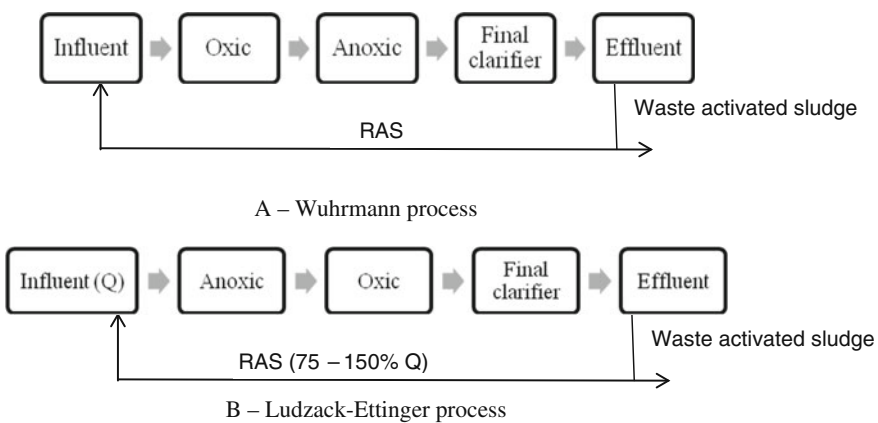 Influent
Oxic
Anoxic
Final
clarifier
Effluent
Waste activated sludge
RAS
A – Wuhrmann process
Influent (Q)
Anoxic
Oxic
Final
clarifier
Effluent
Waste activated sludge
RAS (75 – 150% Q)
B – Ludzack-Ettinger process